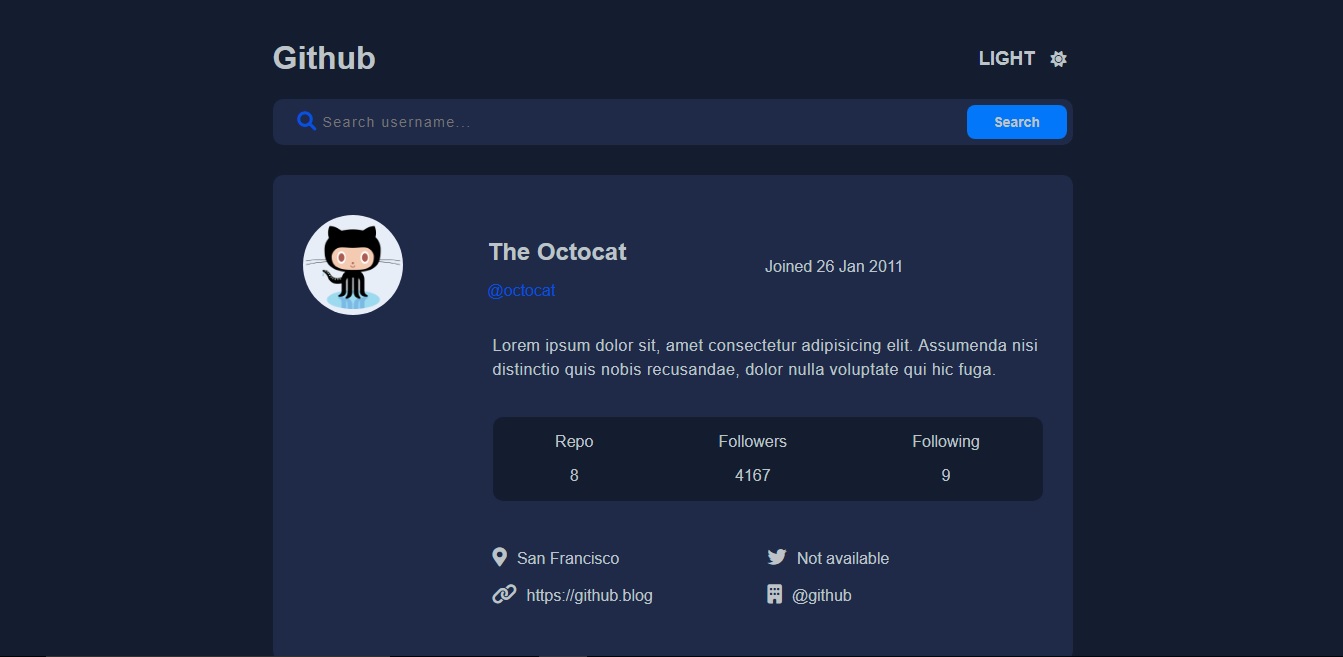 Github
LIGHT
Search username...
Search
The Octocat
Joined 26 Jan 2011
@octocat
Lorem ipsum dolor sit, amet consectetur adipisicing elit. Assumenda nisi
distinctio quis nobis recusandae, dolor nulla voluptate qui hic fuga.
Repo Followers Following
8 4167 9
San Francisco Not available
https://github.blog @github